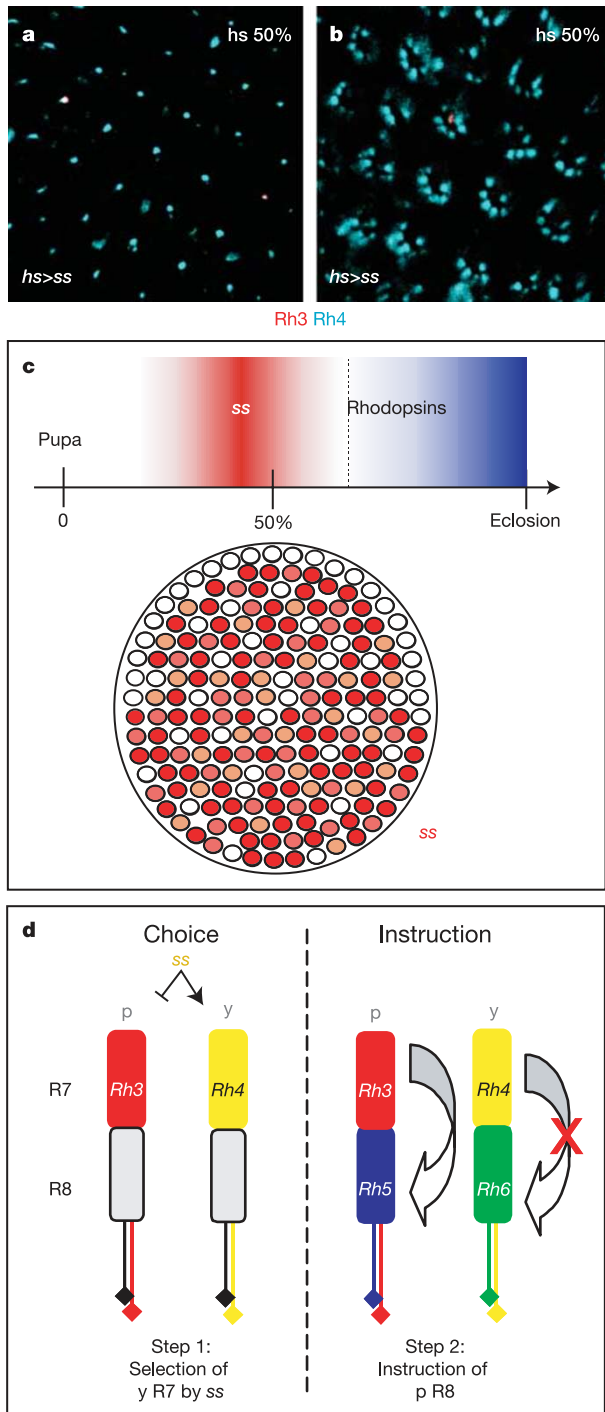 a
hs 50%
hs>ss
b
hs 50%
hs>ss
Rh3 Rh4
c
ss
Rhodopsins
Pupa
0
50%
Eclosion
ss
d
Choice
Instruction
ss
p
y
p
y
R7
Rh3
Rh4
Rh3
Rh4
X
R8
Rh5
Rh6
Step 1:
Selection of
y R7 by ss
Step 2:
Instruction of
p R8